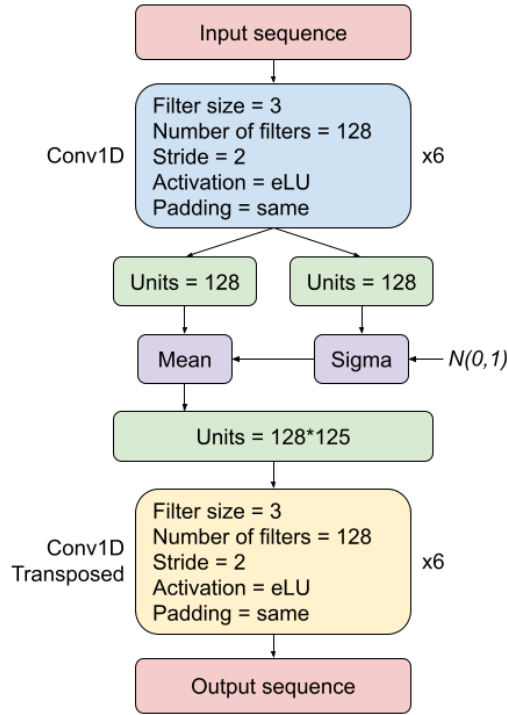 Input sequence
Conv1D
Filter size = 3
Number of filters = 128
Stride = 2
Activation = eLU
Padding = same
x6
Units = 128
Units = 128
Mean
Sigma
N(0,1)
Units = 128*125
Conv1D
Transposed
Filter size = 3
Number of filters = 128
Stride = 2
Activation = eLU
Padding = same
x6
Output sequence